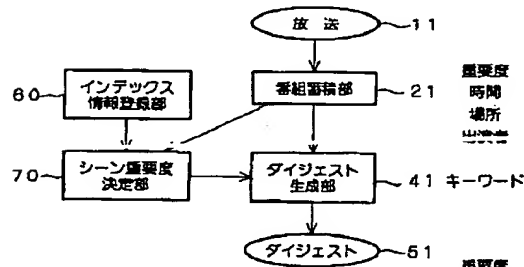 放送
11
60
インデックス
情報登録部
番組蓄積部
21
重要度
時間
場所
70
シーン重要度
決定部
ダイジェスト
生成部
41
キーワード
ダイジェスト
51